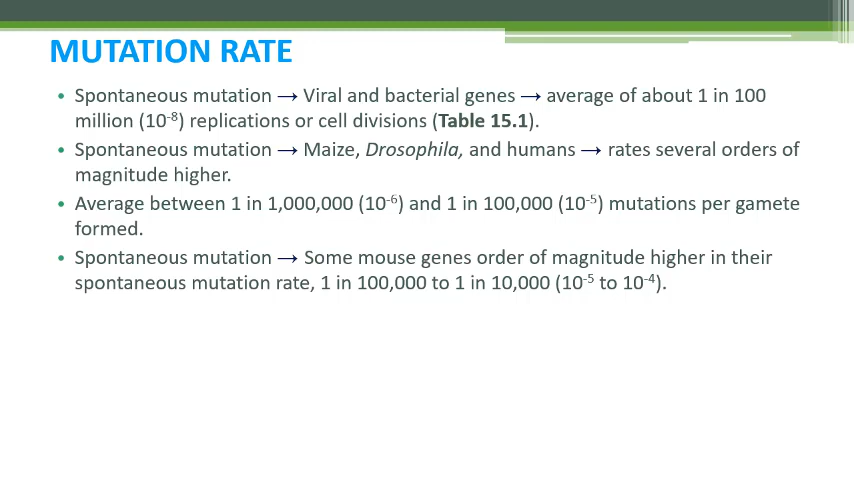 MUTATION RATE
• Spontaneous mutation → Viral and bacterial genes → average of about 1 in 100
million (10⁻⁸) replications or cell divisions (Table 15.1).
• Spontaneous mutation → Maize, Drosophila, and humans → rates several orders of
magnitude higher.
• Average between 1 in 1,000,000 (10⁻⁶) and 1 in 100,000 (10⁻⁵) mutations per gamete
formed.
• Spontaneous mutation → Some mouse genes order of magnitude higher in their
spontaneous mutation rate, 1 in 100,000 to 1 in 10,000 (10⁻⁵ to 10⁻⁴).